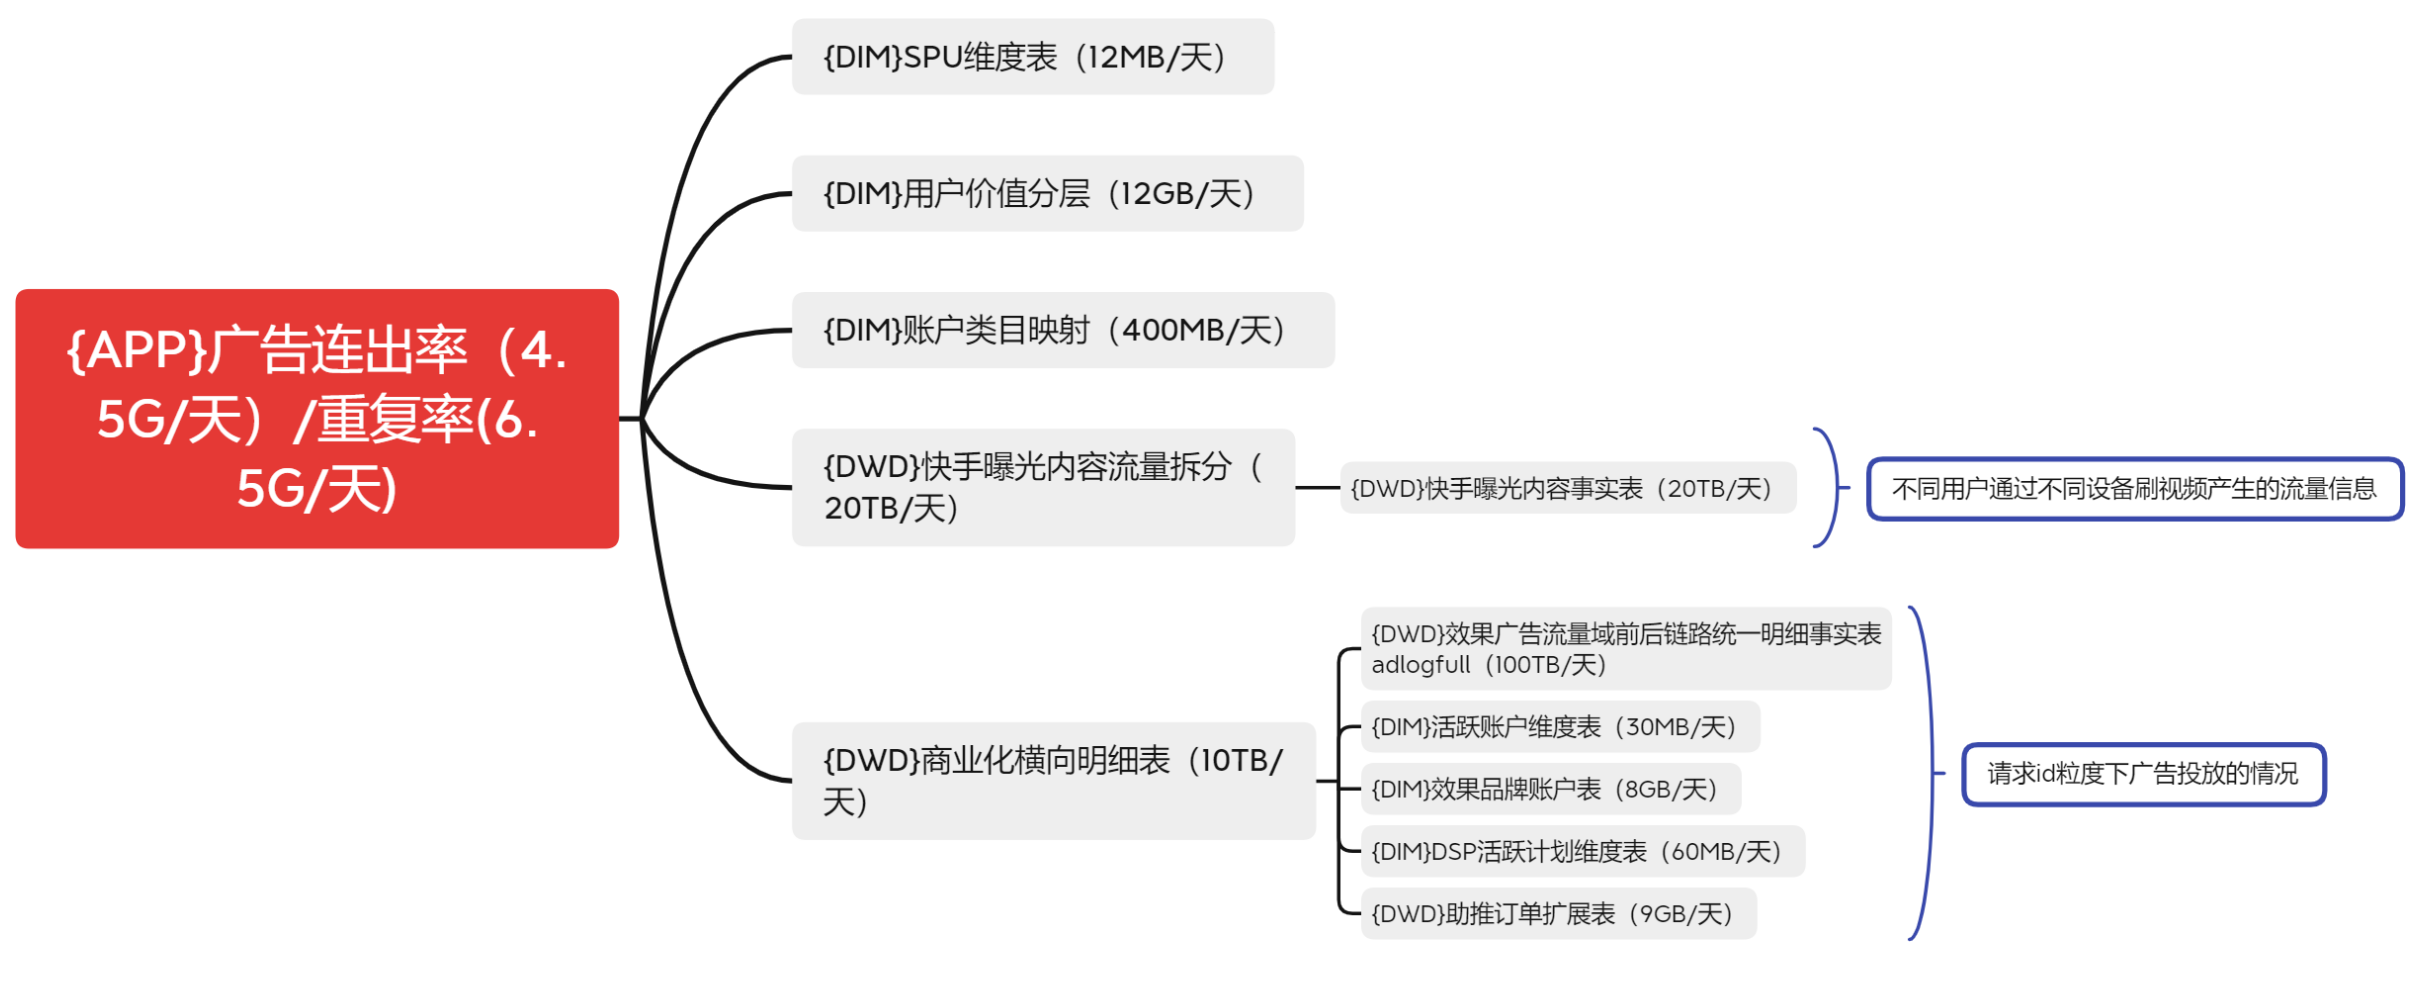 {DIM}SPU维度表（12MB/天）
{DIM}用户价值分层（12GB/天）
{DIM}账户类目映射（400MB/天）
{APP}广告连出率（4.
5G/天）/重复率(6.
5G/天)
{DWD}快手曝光内容流量拆分（
20TB/天）
{DWD}快手曝光内容事实表（20TB/天）
不同用户通过不同设备刷视频产生的流量信息
{DWD}商业化横向明细表（10TB/
天）
{DWD}效果广告流量域前后链路统一明细事实表
adlogfull（100TB/天）
{DIM}活跃账户维度表（30MB/天）
{DIM}效果品牌账户表（8GB/天）
{DIM}DSP活跃计划维度表（60MB/天）
{DWD}助推订单扩展表（9GB/天）
请求id粒度下广告投放的情况